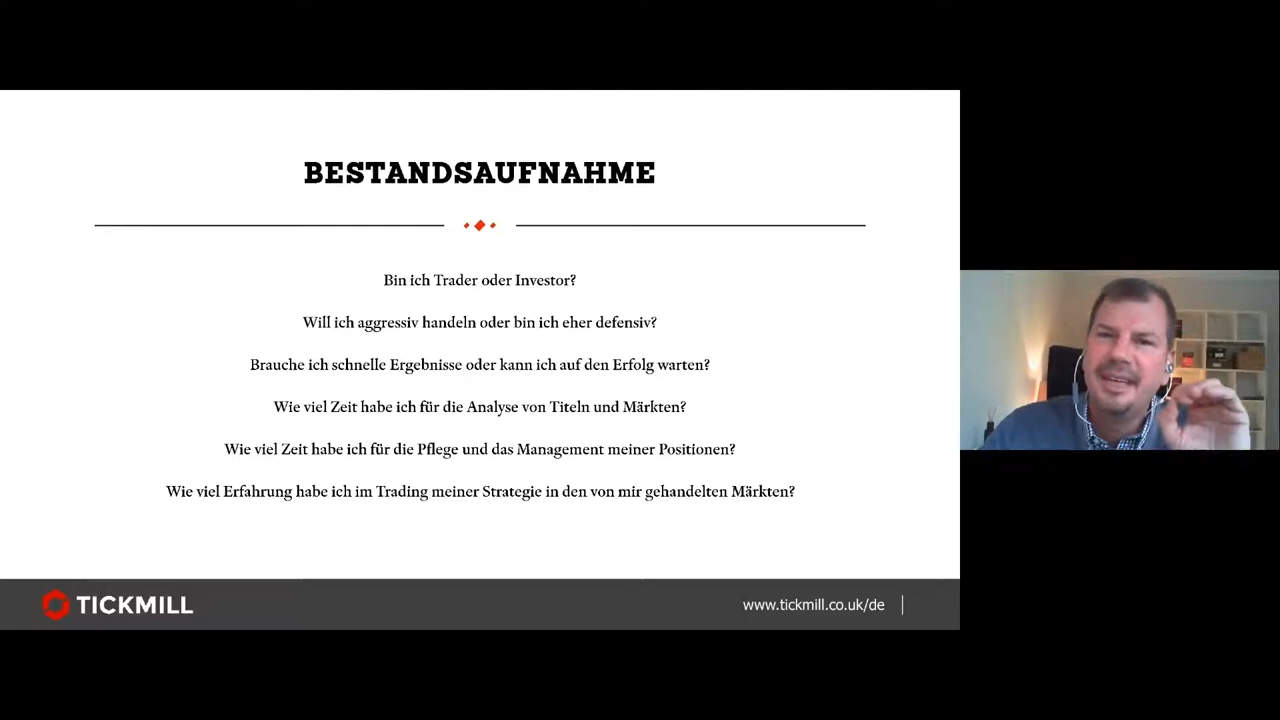 BESTANDSAUFNAHME
Bin ich Trader oder Investor?
Will ich aggressiv handeln oder bin ich eher defensiv?
Brauche ich schnelle Ergebnisse oder kann ich auf den Erfolg warten?
Wie viel Zeit habe ich für die Analyse von Titeln und Märkten?
Wie viel Zeit habe ich für die Pflege und das Management meiner Positionen?
Wie viel Erfahrung habe ich im Trading meiner Strategie in den von mir gehandelten Märkten?
TICKMILL
www.tickmill.co.uk/de